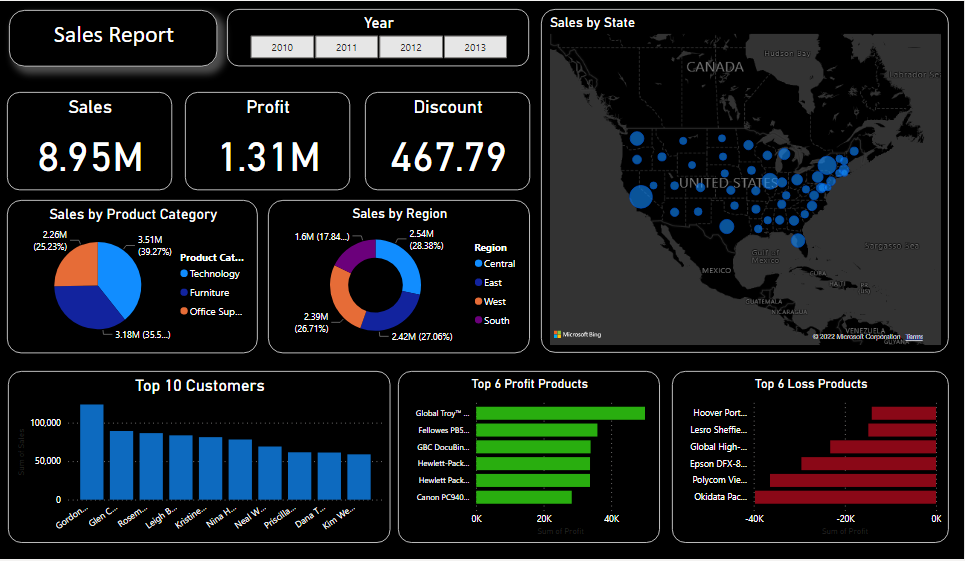 Sales Report
Year
2010
2011
2012
2013
Sales by State
CANADA
Hudson Bay
Labrador Sea
UNITED STATES
Sargasso Sea
Gulf of
Mexico
MEXICO
CUBA
HAITI
GUATEMALA
NICARAGUA
VENEZUELA
GUYANA
Microsoft Bing
© 2022 Microsoft Corporation
Terms
Sales
8.95M
Profit
1.31M
Discount
467.79
Sales by Product Category
2.26M
(25.23%)
3.51M
(39.27%)
3.18M (35.5...)
Product Cat...
Technology
Furniture
Office Sup...
Sales by Region
1.6M (17.84...)
2.54M
(28.38%)
2.39M
(26.71%)
2.42M (27.06%)
Region
Central
East
West
South
Top 10 Customers
Sum of Sales
100,000
50,000
0
Gordon...
Glen C...
Rosem...
Leigh B...
Kristine...
Nina H...
Neal W...
Priscilla...
Dana T...
Kim We...
Top 6 Profit Products
Global Troy™ ...
Fellowes PB5...
GBC DocuBin...
Hewlett-Pack...
Hewlett Pack...
Canon PC940...
0K
20K
40K
Sum of Profit
Top 6 Loss Products
Hoover Port...
Lesro Sheffie...
Global High-...
Epson DFX-8...
Polycom Vie...
Okidata Pac...
-40K
-20K
0K
Sum of Profit